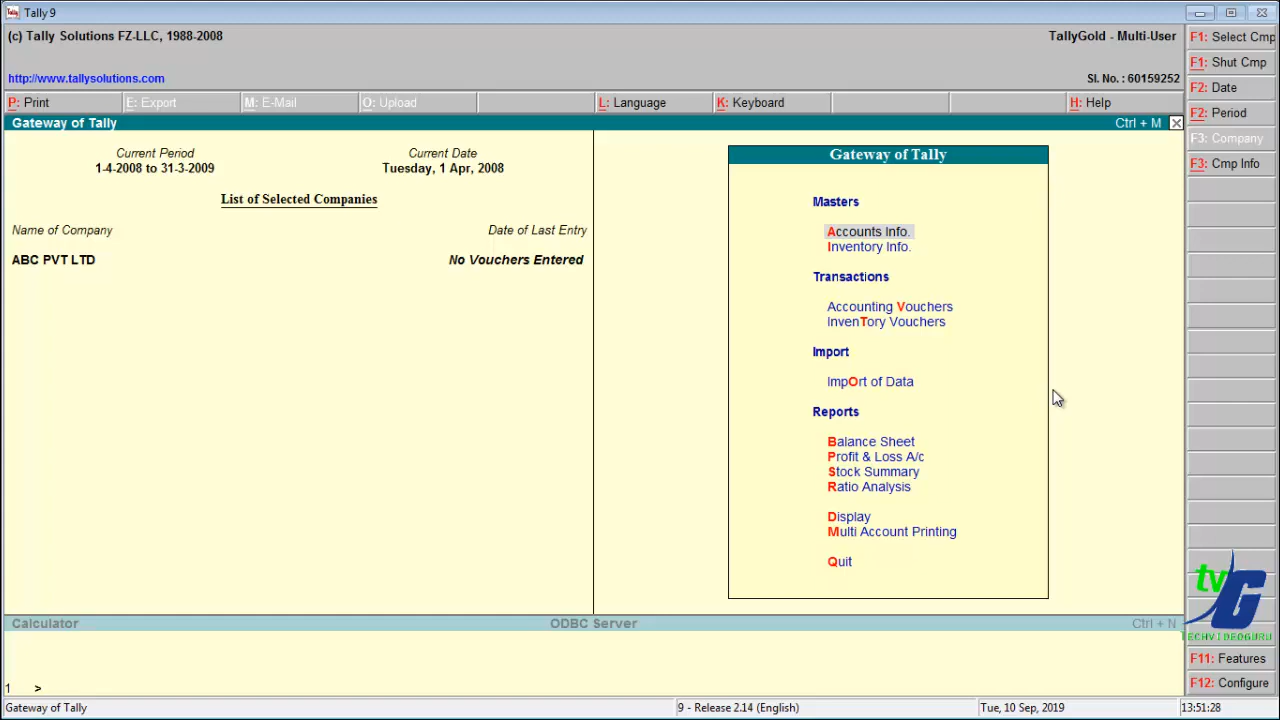 Tally 9
(c) Tally Solutions FZ-LLC, 1988-2008
TallyGold - Multi-User
http://www.tallysolutions.com
Sl. No. : 60159252
P: Print
E: Export
M: E-Mail
O: Upload
L: Language
K: Keyboard
H: Help
Gateway of Tally
Ctrl + M
Current Period
1-4-2008 to 31-3-2009
Current Date
Tuesday, 1 Apr, 2008
List of Selected Companies
Name of Company
Date of Last Entry
ABC PVT LTD
No Vouchers Entered
Gateway of Tally
Masters
Accounts Info.
Inventory Info.
Transactions
Accounting Vouchers
InvenTory Vouchers
Import
ImpOrt of Data
Reports
Balance Sheet
Profit & Loss A/c
Stock Summary
Ratio Analysis
Display
Multi Account Printing
Quit
F1: Select Cmp
F1: Shut Cmp
F2: Date
F2: Period
F3: Company
F3: Cmp Info
tvG
TECHVIDEOGURU
F11: Features
F12: Configure
Calculator
ODBC Server
Ctrl + N
1 >
Gateway of Tally
9 - Release 2.14 (English)
Tue, 10 Sep, 2019
13:51:28